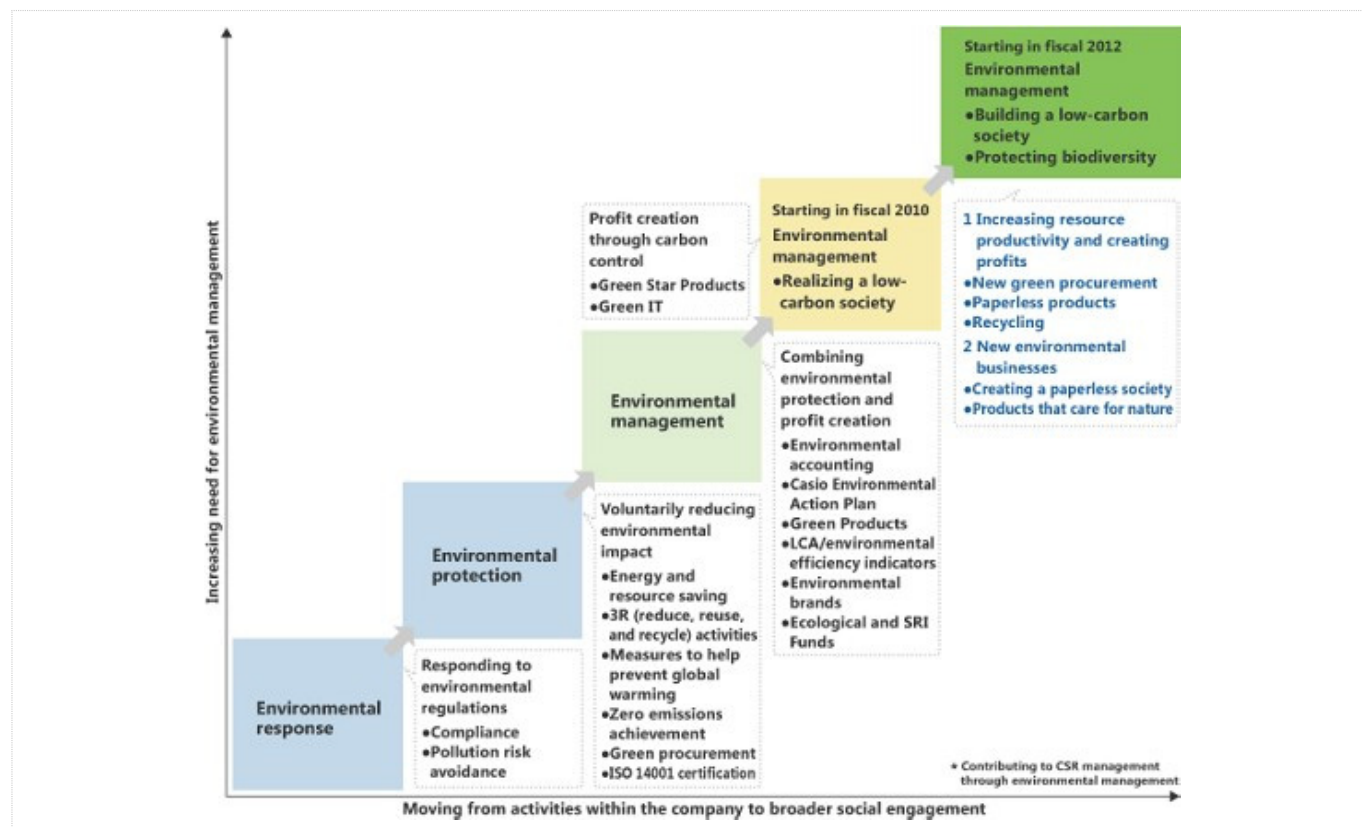 Increasing need for environmental management
Starting in fiscal 2012
Environmental
management
●Building a low-carbon
society
●Protecting biodiversity
1 Increasing resource
productivity and creating
profits
●New green procurement
●Paperless products
●Recycling
2 New environmental
businesses
●Creating a paperless society
●Products that care for nature
Profit creation
through carbon
control
●Green Star Products
●Green IT
Starting in fiscal 2010
Environmental
management
●Realizing a low-
carbon society
Combining
environmental
protection and
profit creation
●Environmental
accounting
●Casio Environmental
Action Plan
●Green Products
●LCA/environmental
efficiency indicators
●Environmental
brands
●Ecological and SRI
Funds
Environmental
management
Voluntarily reducing
environmental
impact
●Energy and
resource saving
●3R (reduce, reuse,
and recycle) activities
●Measures to help
prevent global
warming
●Zero emissions
achievement
●Green procurement
●ISO 14001 certification
Environmental
protection
Responding to
environmental
regulations
●Compliance
●Pollution risk
avoidance
Environmental
response
* Contributing to CSR management
through environmental management
Moving from activities within the company to broader social engagement